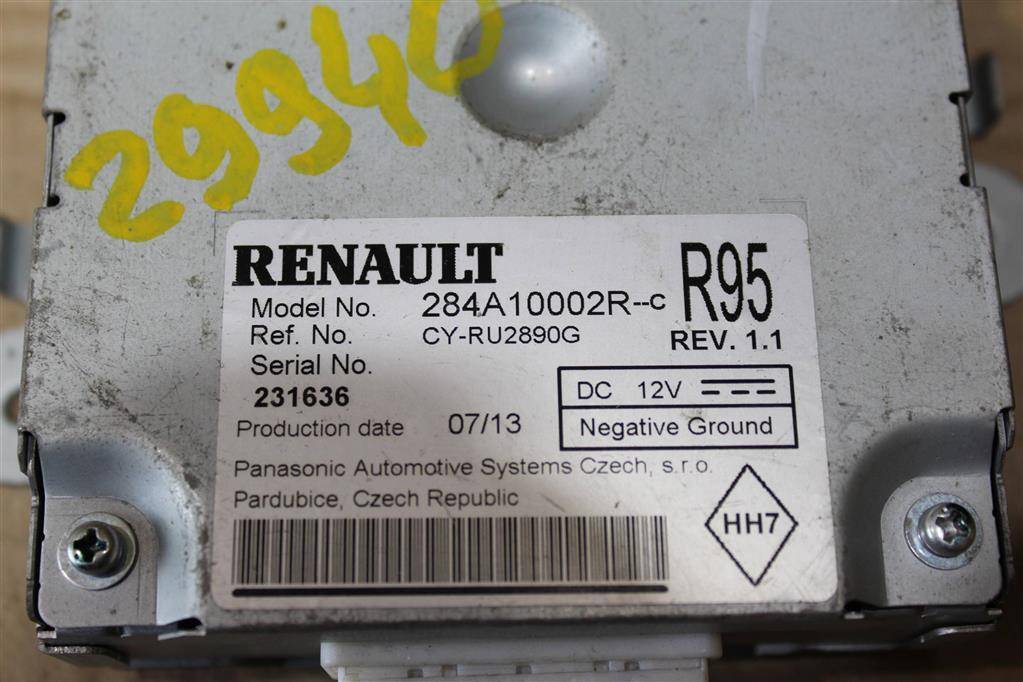 29940
RENAULT
R95
Model No. 284A10002R--c
Ref. No. CY-RU2890G
REV. 1.1
Serial No.
231636
DC 12V
Production date 07/13
Negative Ground
Panasonic Automotive Systems Czech, s.r.o.
Pardubice, Czech Republic
HH7